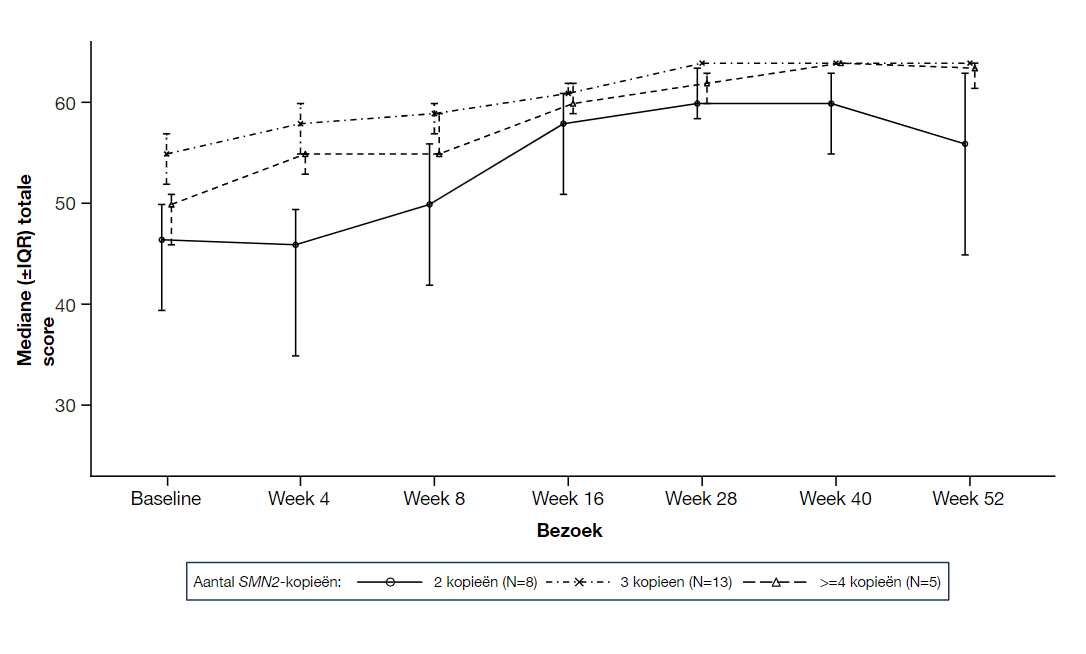 Mediane (±IQR) totale
score
60
50
40
30
Baseline Week 4 Week 8 Week 16 Week 28 Week 40 Week 52
Bezoek
Aantal SMN2-kopieën: 2 kopieën (N=8) 3 kopieen (N=13) >=4 kopieën (N=5)